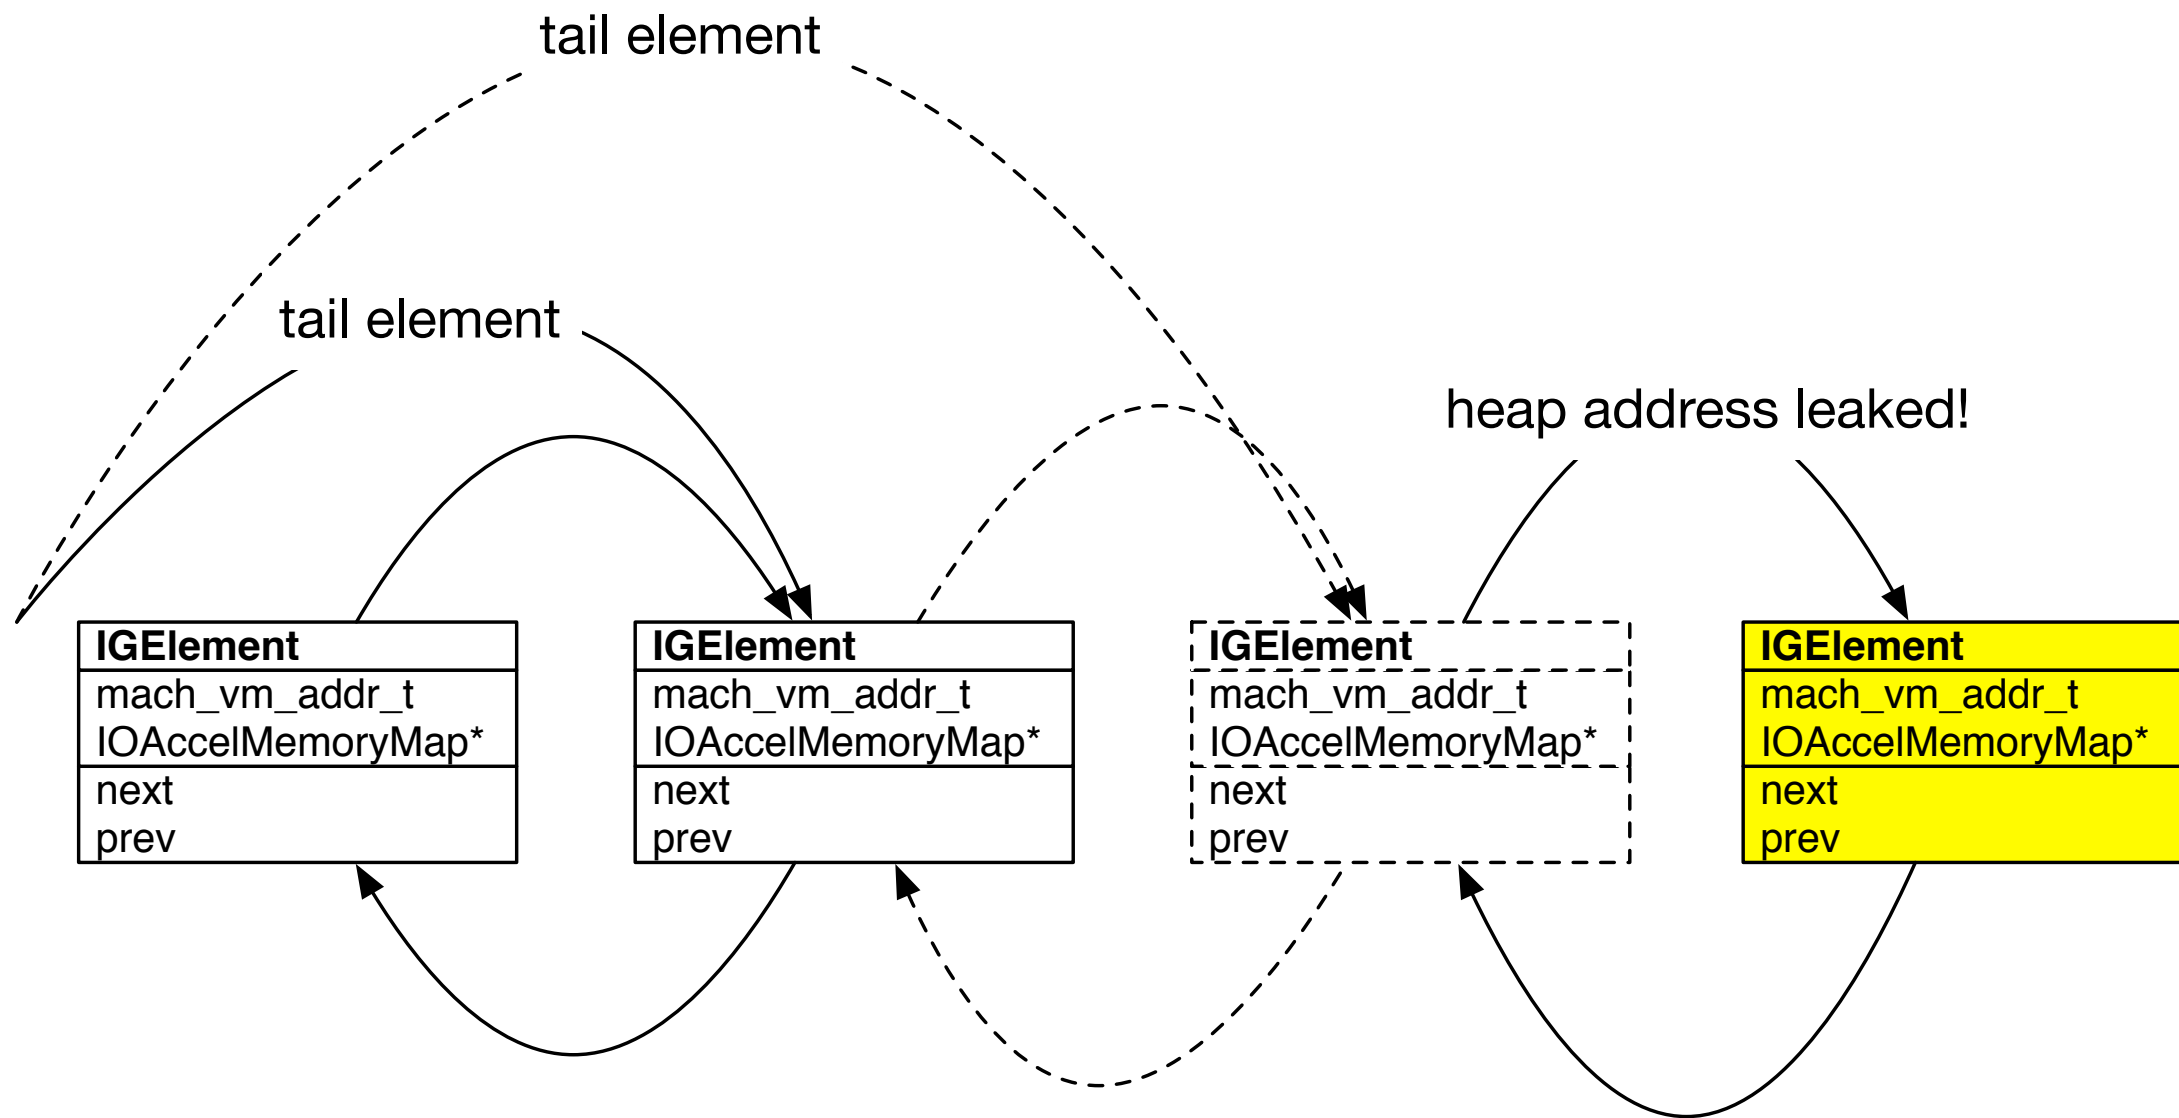 tail element
tail element
heap address leaked!
IGElement
mach_vm_addr_t
IOAccelMemoryMap*
next
prev
IGElement
mach_vm_addr_t
IOAccelMemoryMap*
next
prev
IGElement
mach_vm_addr_t
IOAccelMemoryMap*
next
prev
IGElement
mach_vm_addr_t
IOAccelMemoryMap*
next
prev